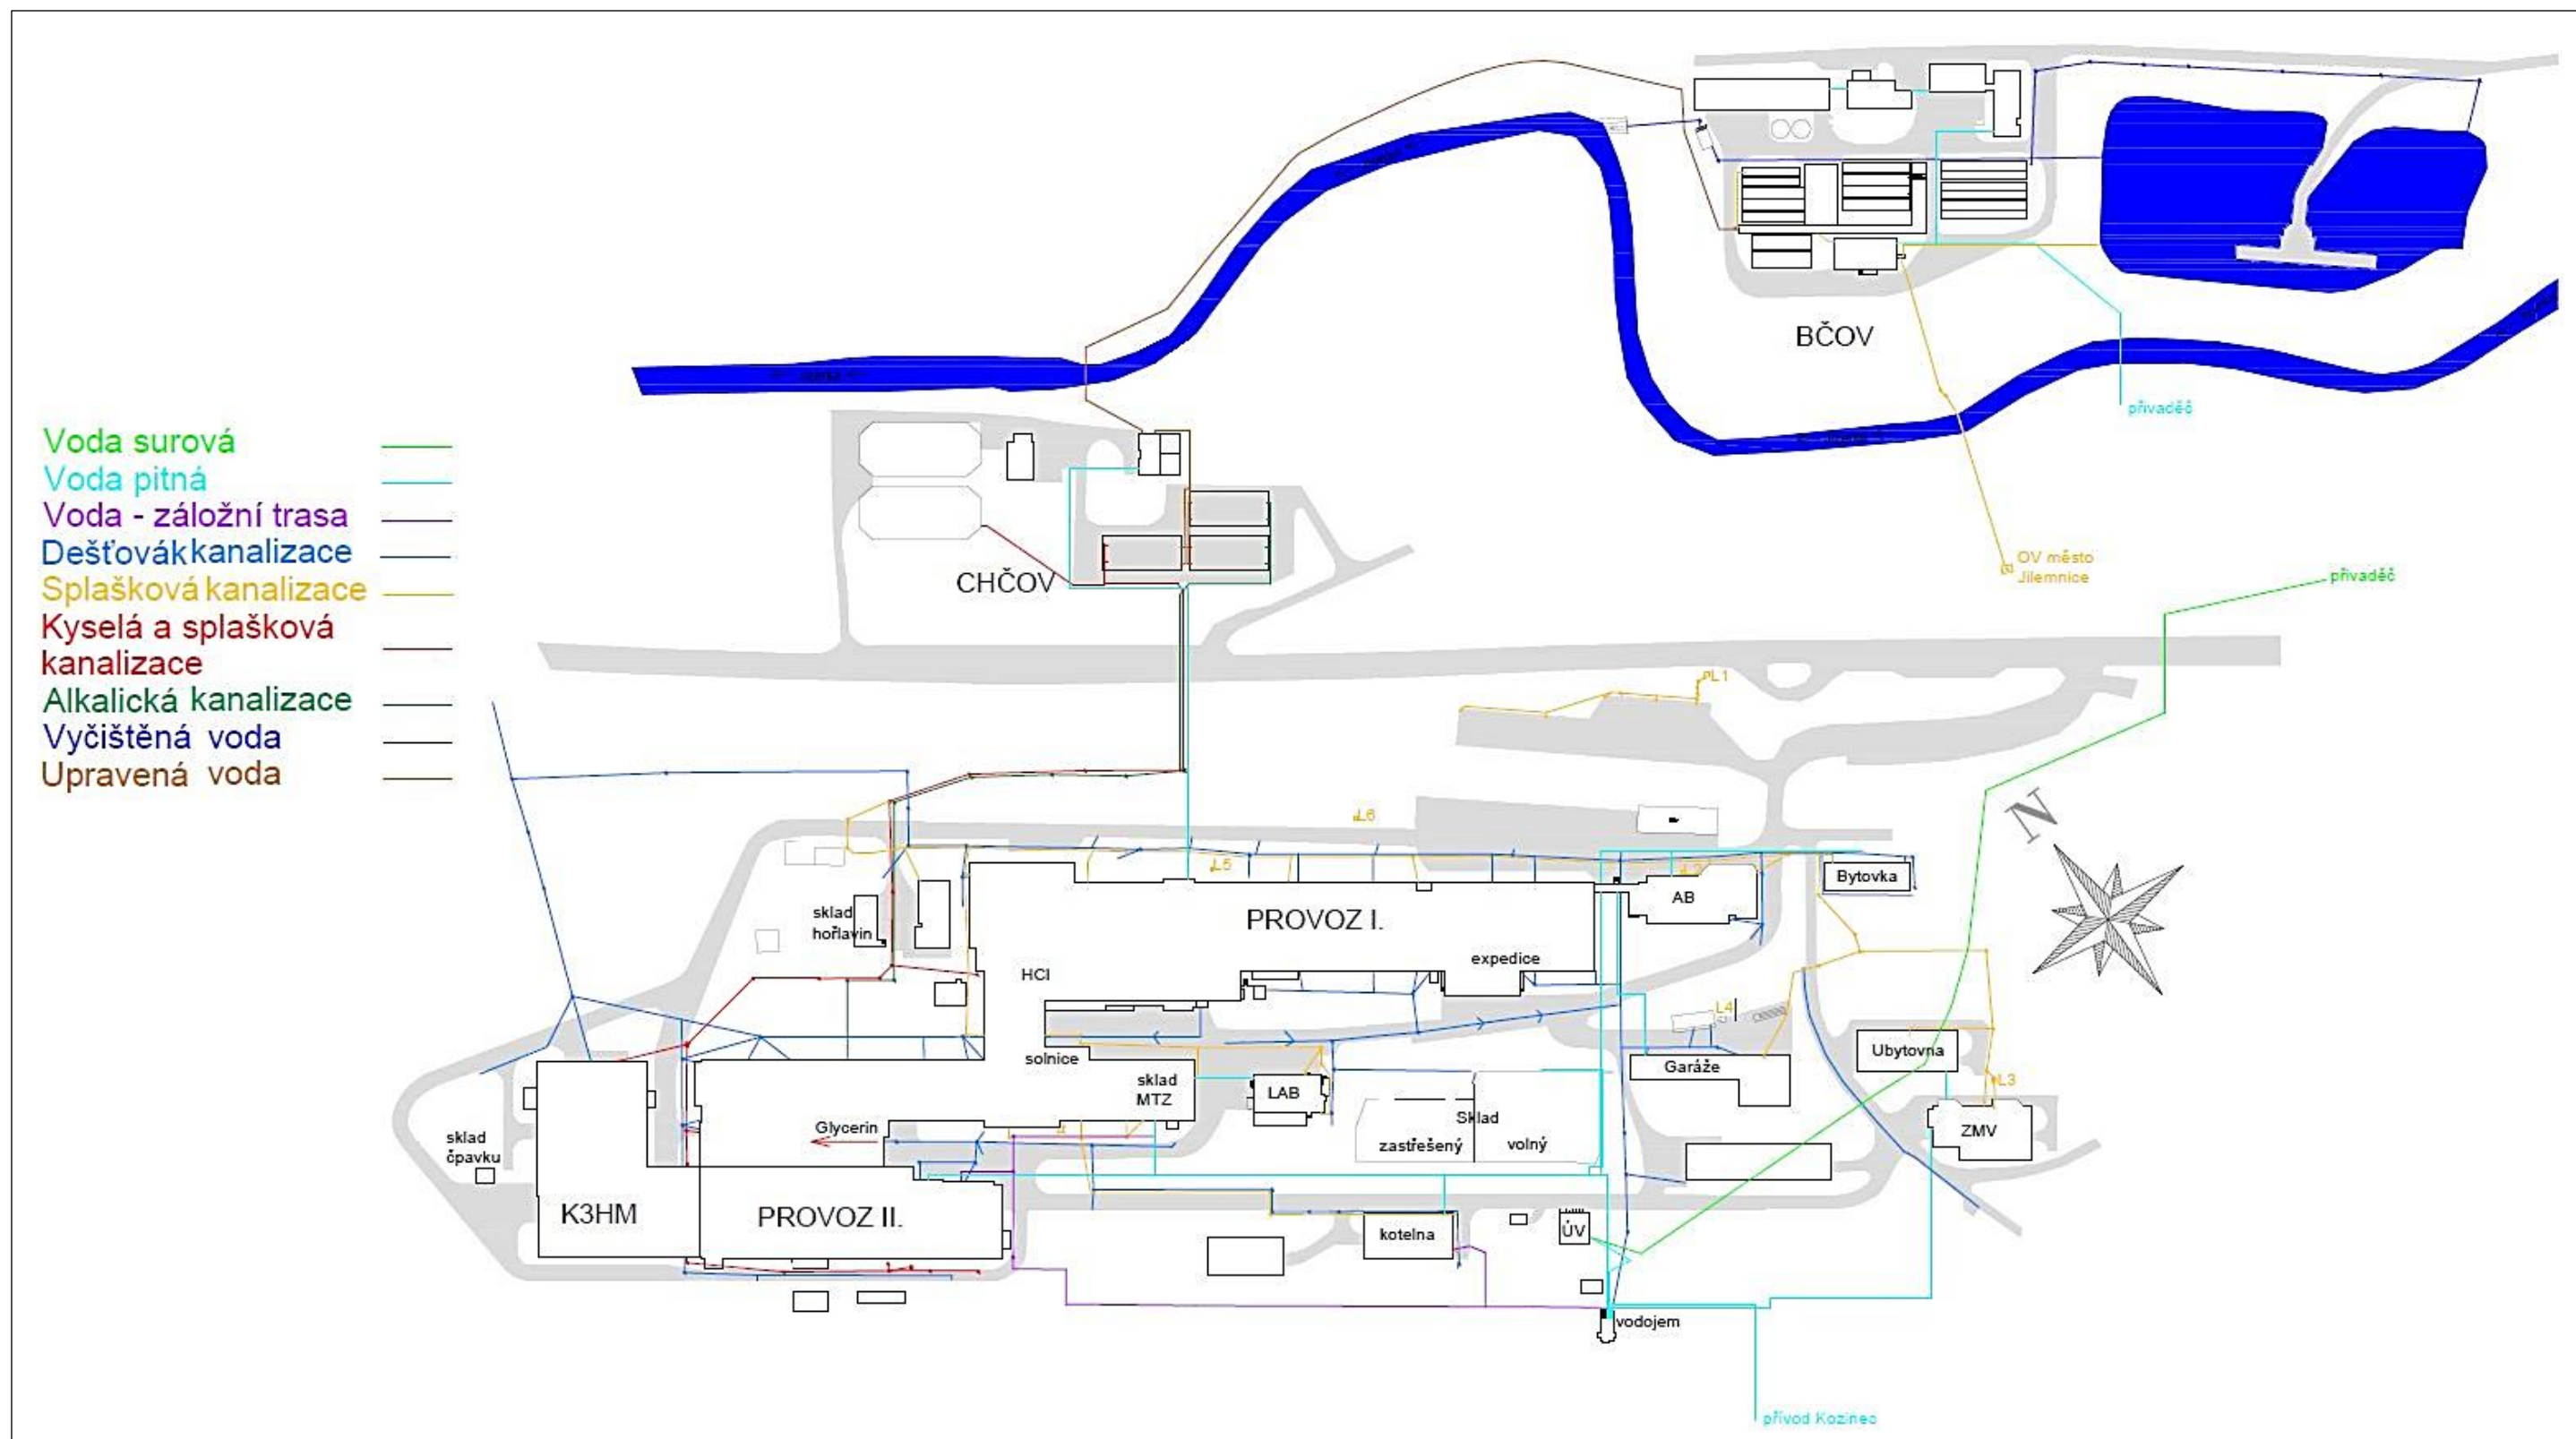 BČOV
přivaděč
Voda surová
Voda pitná
Voda - záložní trasa
Dešťovák kanalizace
Splašková kanalizace
Kyselá a splašková
kanalizace
Alkalická kanalizace
Vyčištěná voda
Upravená voda
CHČOV
OV město
Jilemnice
přivaděč
L1
N
L6
L5
L2
Bytovka
AB
PROVOZ I.
sklad
hořlavin
expedice
HCl
L4
solnice
Ubytovna
Garáže
L3
sklad
MTZ
LAB
Sklad
zastřešený
volný
Glycerin
ZMV
sklad
čpavku
K3HM
PROVOZ II.
kotelna
ÚV
vodojem
přívod Kozinec